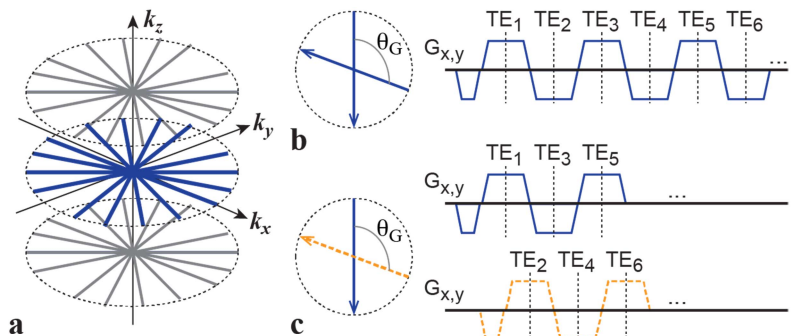 k_z
k_y
k_x
a
θ_G
b
TE_1 TE_2 TE_3 TE_4 TE_5 TE_6
G_x,y
...
TE_1 TE_3 TE_5
G_x,y
...
θ_G
c
TE_2 TE_4 TE_6
G_x,y
...